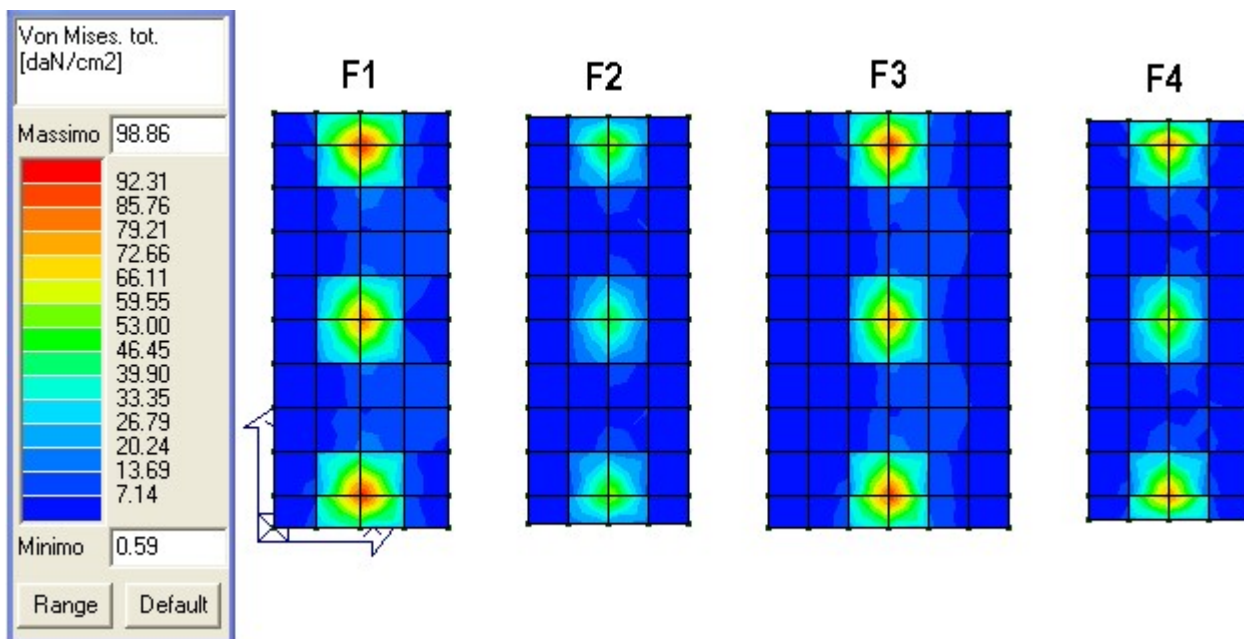 Von Mises. tot.
[daN/cm2]
Massimo 98.86
92.31
85.76
79.21
72.66
66.11
59.55
53.00
46.45
39.90
33.35
26.79
20.24
13.69
7.14
Minimo 0.59
Range Default
F1 F2 F3 F4